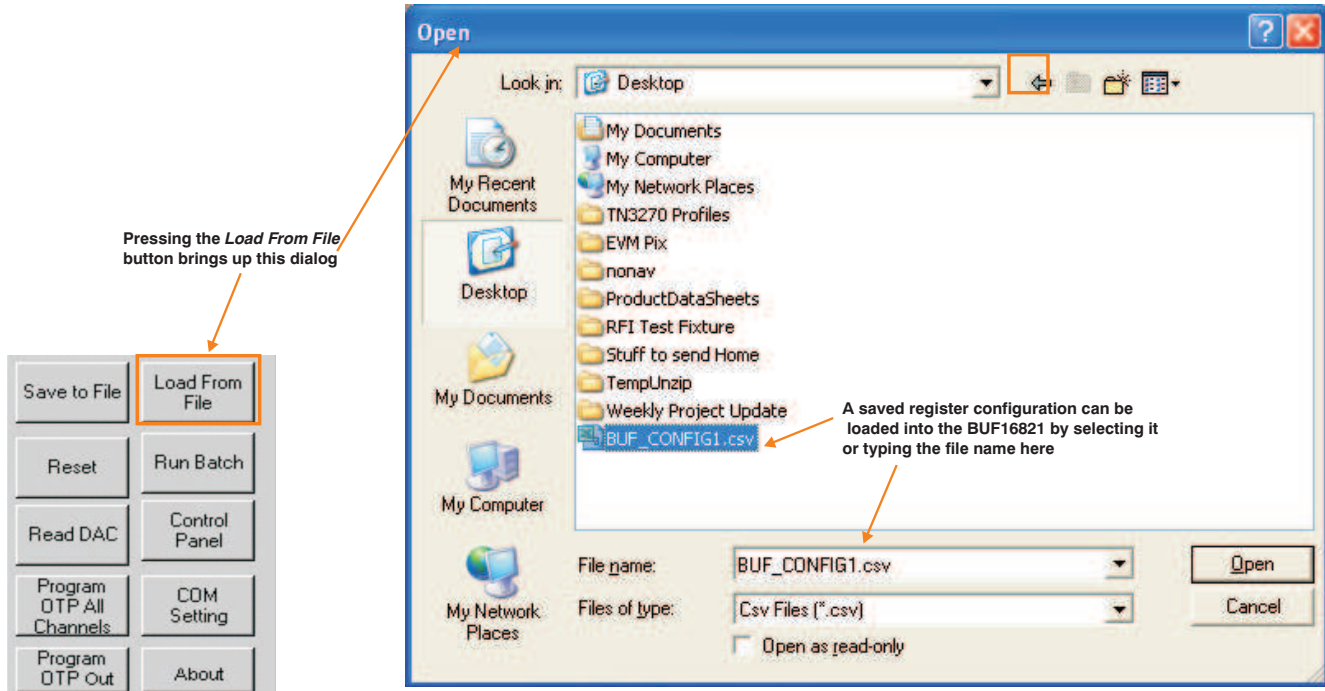 Open
Look in:
Desktop
My Recent
Documents
Desktop
My Documents
My Computer
My Network
Places
My Documents
My Computer
My Network Places
TN3270 Profiles
EVM Pix
nonav
ProductDataSheets
RFI Test Fixture
Stuff to send Home
TempUnzip
Weekly Project Update
BUF_CONFIG1.csv
A saved register configuration can be
loaded into the BUF16821 by selecting it
or typing the file name here
File name:
BUF_CONFIG1.csv
Open
Files of type:
Csv Files (*.csv)
Cancel
Open as read-only
Pressing the Load From File
button brings up this dialog
Save to File
Load From
File
Reset
Run Batch
Read DAC
Control
Panel
Program
OTP All
Channels
COM
Setting
Program
OTP Out
About